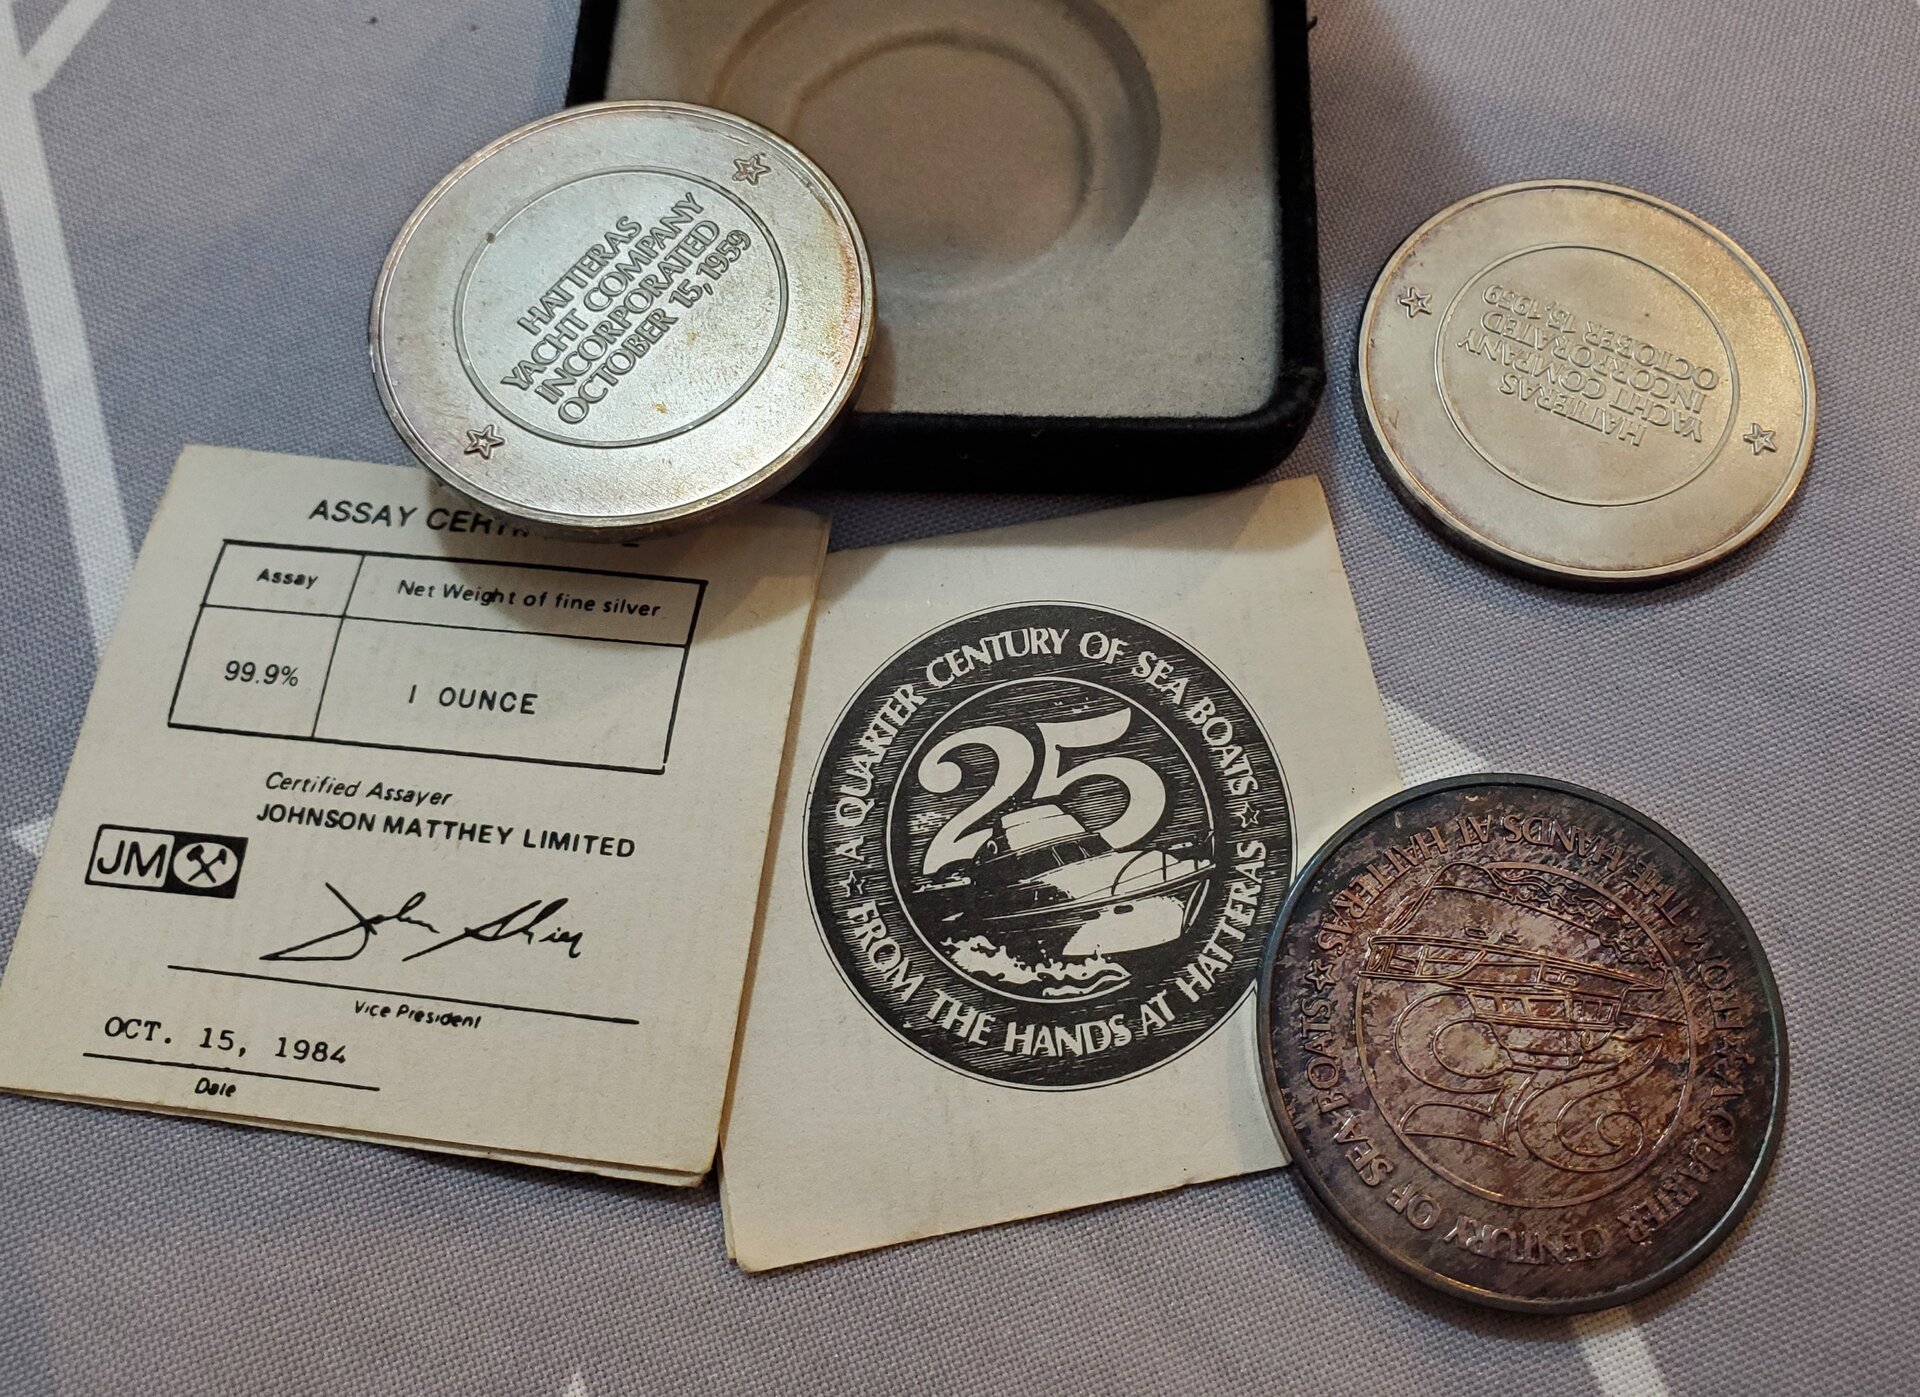 HATTERAS
YACHT COMPANY
INCORPORATED
OCTOBER 15, 1959
HATTERAS
YACHT COMPANY
INCORPORATED
OCTOBER 15, 1959
ASSAY
Assay
Net Weight of fine silver
99.9%
1 OUNCE
Certified Assayer
JOHNSON MATTHEY LIMITED
JM
John Shier
Vice President
OCT. 15, 1984
Date
A QUARTER CENTURY OF SEA BOATS
FROM THE HANDS AT HATTERAS
25
A QUARTER CENTURY OF SEA BOATS
FROM THE HANDS AT HATTERAS
25